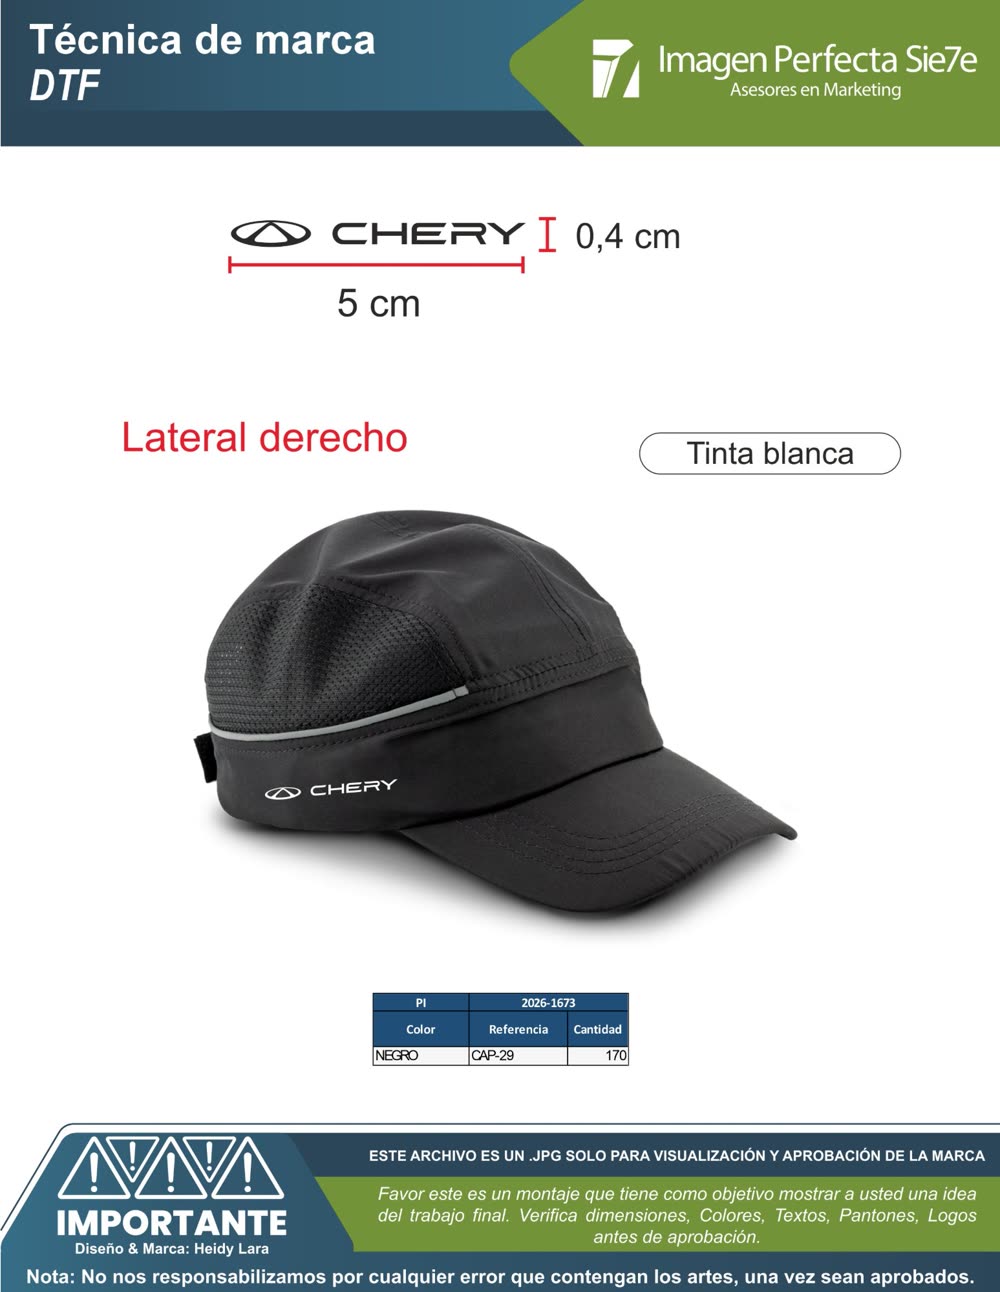 Técnica de marca
DTF
Imagen Perfecta Sie7e
Asesores en Marketing
CHERY
0,4 cm
5 cm
Lateral derecho
Tinta blanca
CHERY
PI 2026-1673
Color Referencia Cantidad
NEGRO CAP-29 170
ESTE ARCHIVO ES UN .JPG SOLO PARA VISUALIZACIÓN Y APROBACIÓN DE LA MARCA
Favor este es un montaje que tiene como objetivo mostrar a usted una idea
del trabajo final. Verifica dimensiones, Colores, Textos, Pantones, Logos
antes de aprobación.
IMPORTANTE
Diseño & Marca: Heidy Lara
Nota: No nos responsabilizamos por cualquier error que contengan los artes, una vez sean aprobados.